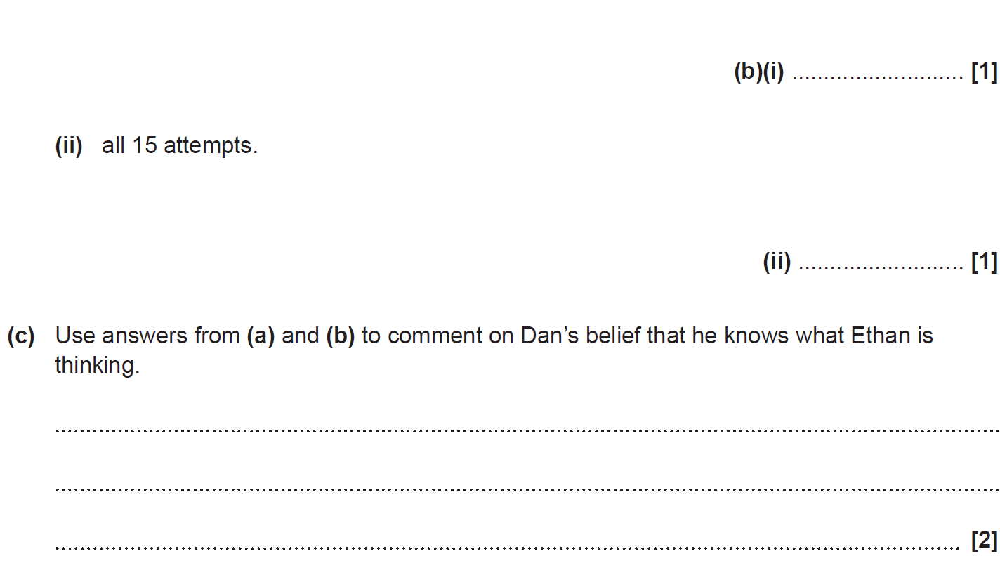 (b)(i) ........................... [1]
(ii) all 15 attempts.
(ii) .......................... [1]
(c) Use answers from (a) and (b) to comment on Dan’s belief that he knows what Ethan is
thinking.
................................................................................................................................................
................................................................................................................................................
.......................................................................................................................................... [2]